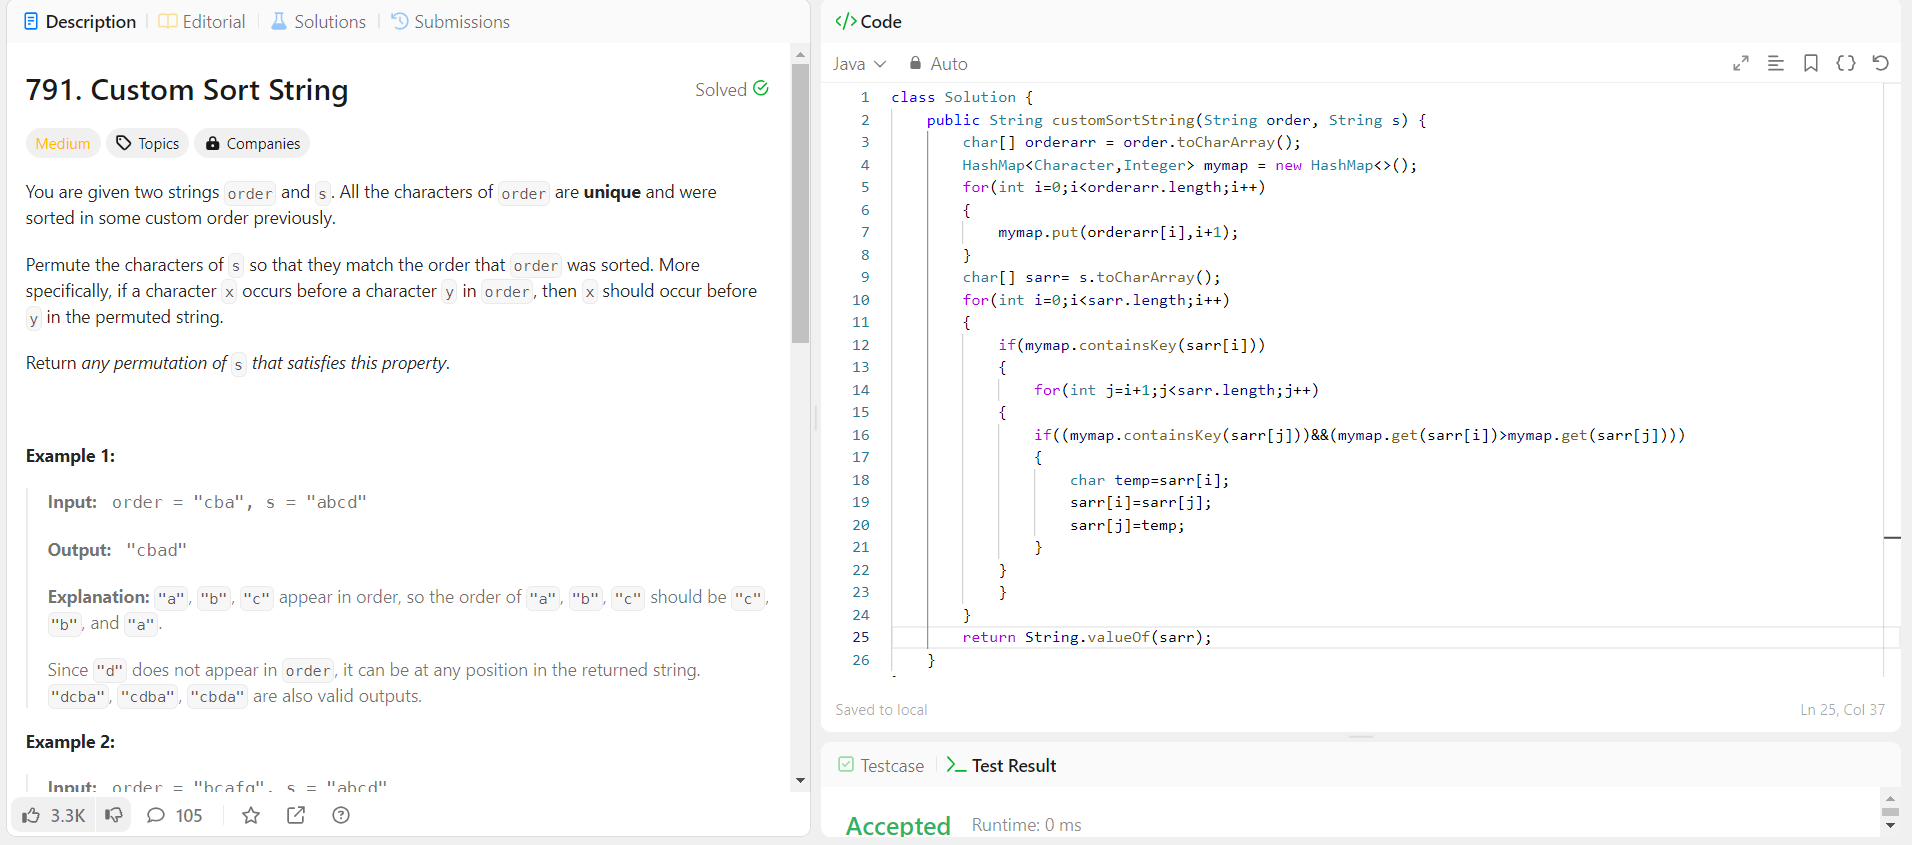 Description Editorial Solutions Submissions
791. Custom Sort String
Solved
Medium Topics Companies
You are given two strings order and s. All the characters of order are unique and were
sorted in some custom order previously.
Permute the characters of s so that they match the order that order was sorted. More
specifically, if a character x occurs before a character y in order, then x should occur before
y in the permuted string.
Return any permutation of s that satisfies this property.
Example 1:
Input: order = "cba", s = "abcd"
Output: "cbad"
Explanation: "a", "b", "c" appear in order, so the order of "a", "b", "c" should be "c",
"b", and "a".
Since "d" does not appear in order, it can be at any position in the returned string.
"dcba", "cdba", "cbda" are also valid outputs.
Example 2:
Input: order = "bcafg", s = "abcd"
3.3K 105
</> Code
Java Auto
1 class Solution {
2 public String customSortString(String order, String s) {
3 char[] orderarr = order.toCharArray();
4 HashMap<Character,Integer> mymap = new HashMap<>();
5 for(int i=0;i<orderarr.length;i++)
6 {
7 mymap.put(orderarr[i],i+1);
8 }
9 char[] sarr= s.toCharArray();
10 for(int i=0;i<sarr.length;i++)
11 {
12 if(mymap.containsKey(sarr[i]))
13 {
14 for(int j=i+1;j<sarr.length;j++)
15 {
16 if((mymap.containsKey(sarr[j]))&&(mymap.get(sarr[i])>mymap.get(sarr[j])))
17 {
18 char temp=sarr[i];
19 sarr[i]=sarr[j];
20 sarr[j]=temp;
21 }
22 }
23 }
24 }
25 return String.valueOf(sarr);
26 }
Saved to local
Ln 25, Col 37
Testcase >_ Test Result
Accepted Runtime: 0 ms